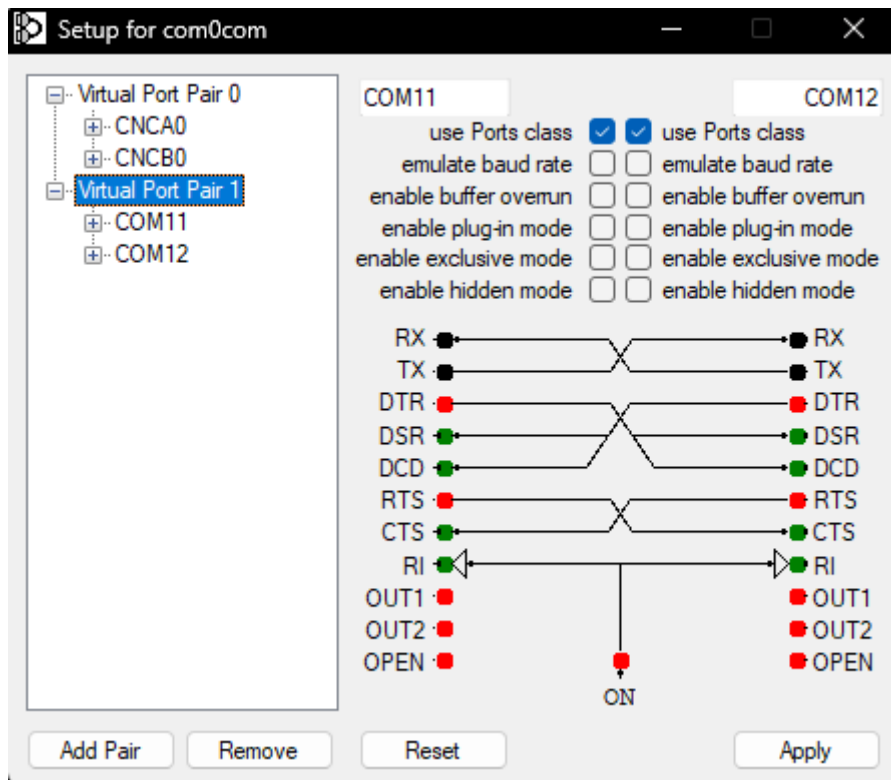 Setup for com0com
Virtual Port Pair 0
CNCA0
CNCB0
Virtual Port Pair 1
COM11
COM12
COM11 COM12
use Ports class use Ports class
emulate baud rate emulate baud rate
enable buffer overrun enable buffer overrun
enable plug-in mode enable plug-in mode
enable exclusive mode enable exclusive mode
enable hidden mode enable hidden mode
RX RX
TX TX
DTR DTR
DSR DSR
DCD DCD
RTS RTS
CTS CTS
RI RI
OUT1 OUT1
OUT2 OUT2
OPEN OPEN
ON
Add Pair Remove Reset Apply